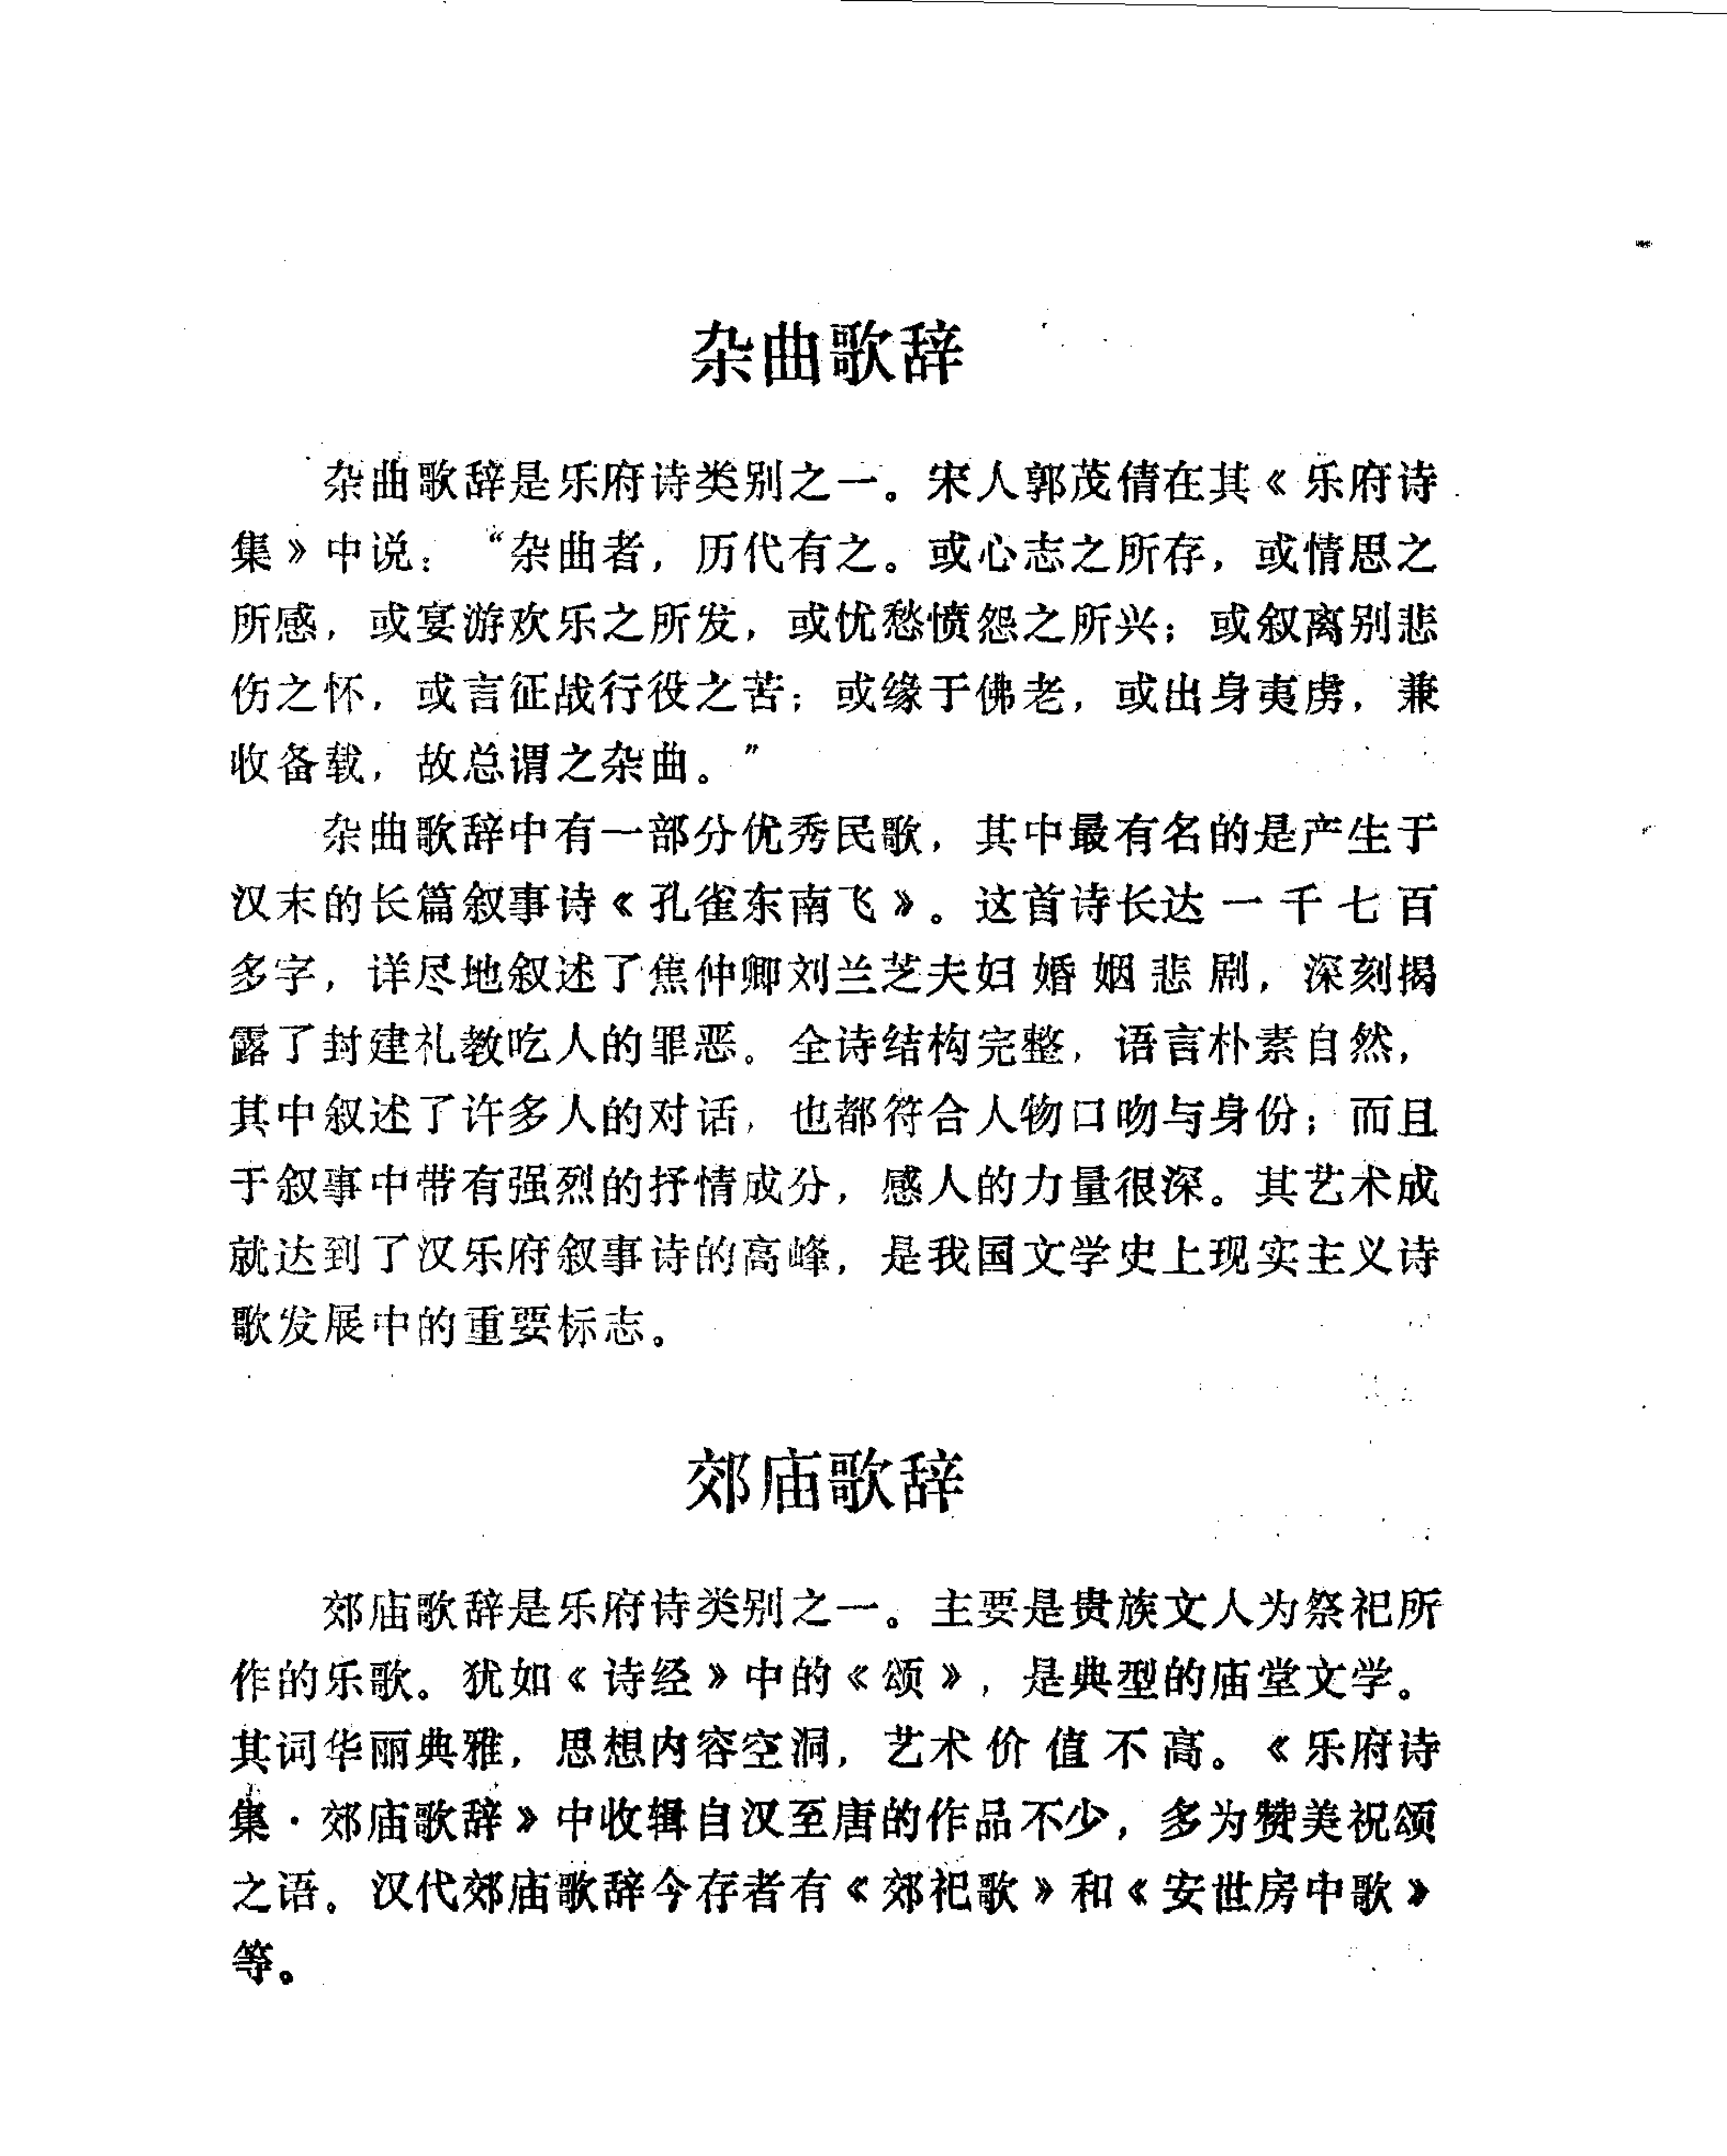 杂曲歌辞
杂曲歌辞是乐府诗类别之一。宋人郭茂倩在其《乐府诗
集》中说：“杂曲者，历代有之。或心志之所存，或情思之
所感，或宴游欢乐之所发，或忧愁愤怨之所兴；或叙离别悲
伤之怀，或言征战行役之苦；或缘于佛老，或出身夷虏，兼
收备载，故总谓之杂曲。”
杂曲歌辞中有一部分优秀民歌，其中最有名的是产生于
汉末的长篇叙事诗《孔雀东南飞》。这首诗长达一千七百
多字，详尽地叙述了焦仲卿刘兰芝夫妇婚姻悲剧，深刻揭
露了封建礼教吃人的罪恶。全诗结构完整，语言朴素自然，
其中叙述了许多人的对话，也都符合人物口吻与身份；而且
于叙事中带有强烈的抒情成分，感人的力量很深。其艺术成
就达到了汉乐府叙事诗的高峰，是我国文学史上现实主义诗
歌发展中的重要标志。
郊庙歌辞
郊庙歌辞是乐府诗类别之一。主要是贵族文人为祭祀所
作的乐歌。犹如《诗经》中的《颂》，是典型的庙堂文学。
其词华丽典雅，思想内容空洞，艺术价值不高。《乐府诗
集·郊庙歌辞》中收辑自汉至唐的作品不少，多为赞美祝颂
之语。汉代郊庙歌辞今存者有《郊祀歌》和《安世房中歌》
等。